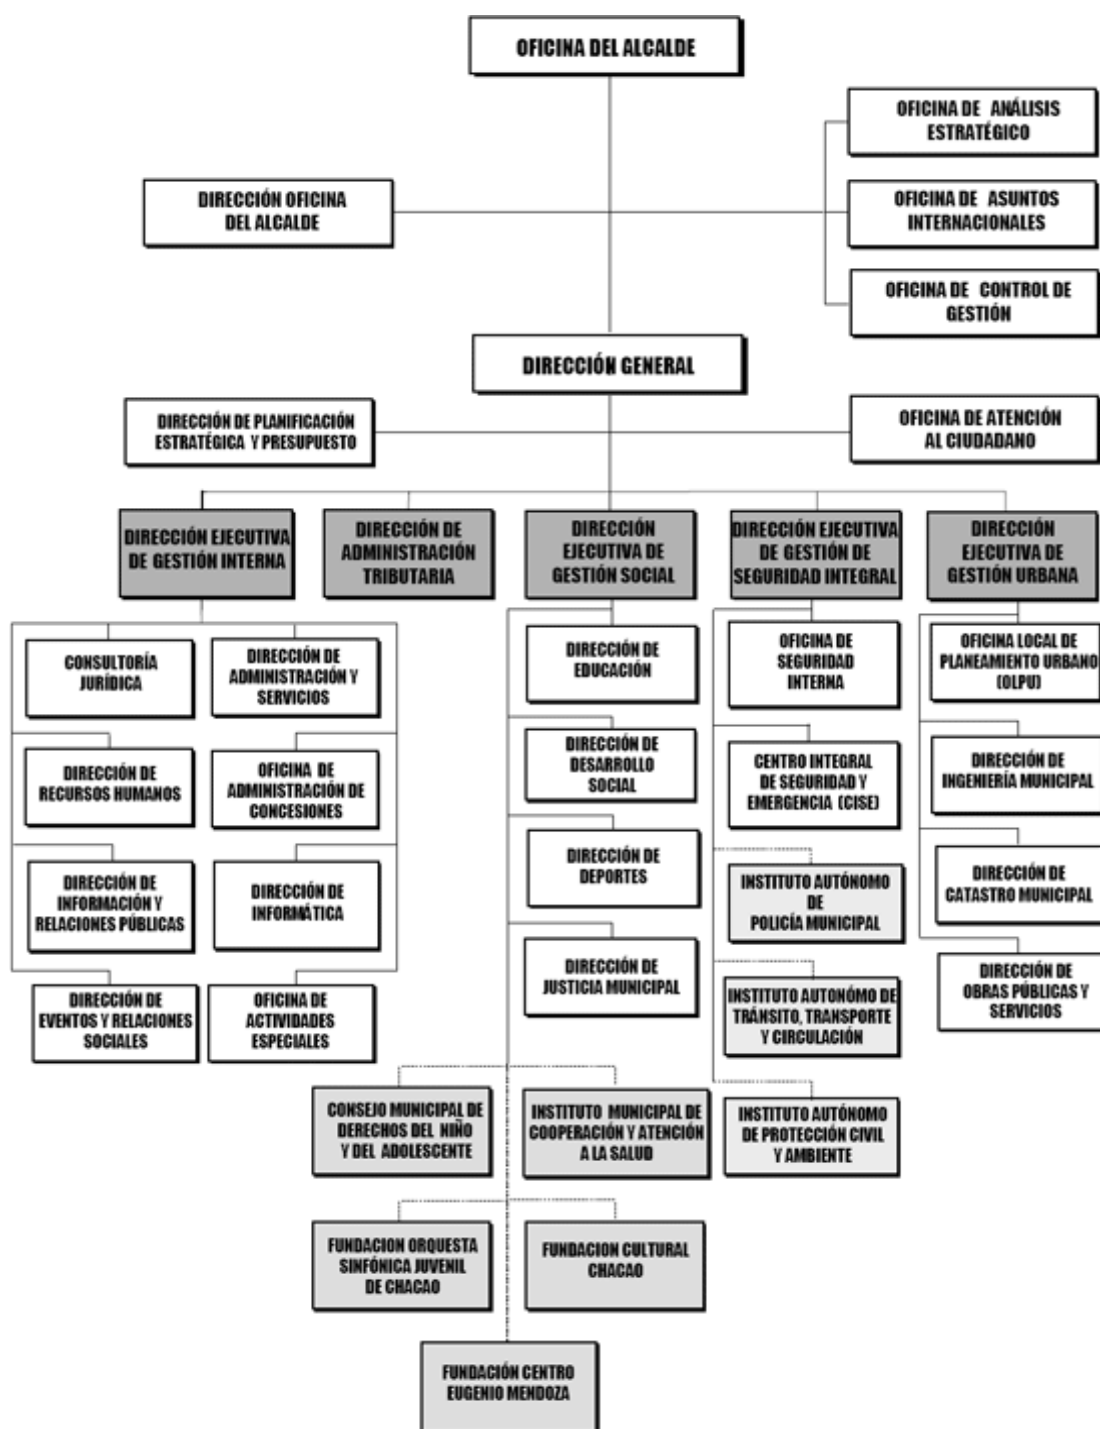 OFICINA DEL ALCALDE
OFICINA DE ANÁLISIS
ESTRATÉGICO
DIRECCIÓN OFICINA
DEL ALCALDE
OFICINA DE ASUNTOS
INTERNACIONALES
OFICINA DE CONTROL DE
GESTIÓN
DIRECCIÓN GENERAL
DIRECCIÓN DE PLANIFICACIÓN
ESTRATÉGICA Y PRESUPUESTO
OFICINA DE ATENCIÓN
AL CIUDADANO
DIRECCIÓN EJECUTIVA
DE GESTIÓN INTERNA
DIRECCIÓN DE
ADMINISTRACIÓN
TRIBUTARIA
DIRECCIÓN
EJECUTIVA DE
GESTIÓN SOCIAL
DIRECCIÓN EJECUTIVA
DE GESTIÓN DE
SEGURIDAD INTEGRAL
DIRECCIÓN
EJECUTIVA DE
GESTIÓN URBANA
CONSULTORÍA
JURÍDICA
DIRECCIÓN DE
ADMINISTRACIÓN Y
SERVICIOS
DIRECCIÓN DE
RECURSOS HUMANOS
OFICINA DE
ADMINISTRACIÓN DE
CONCESIONES
DIRECCIÓN DE
INFORMACIÓN Y
RELACIONES PÚBLICAS
DIRECCIÓN DE
INFORMÁTICA
DIRECCIÓN DE
EVENTOS Y RELACIONES
SOCIALES
OFICINA DE
ACTIVIDADES
ESPECIALES
DIRECCIÓN DE
EDUCACIÓN
DIRECCIÓN DE
DESARROLLO
SOCIAL
DIRECCIÓN DE
DEPORTES
DIRECCIÓN DE
JUSTICIA MUNICIPAL
CONSEJO MUNICIPAL DE
DERECHOS DEL NIÑO
Y DEL ADOLESCENTE
INSTITUTO MUNICIPAL DE
COOPERACIÓN Y ATENCIÓN
A LA SALUD
FUNDACION ORQUESTA
SINFÓNICA JUVENIL
DE CHACAO
FUNDACION CULTURAL
CHACAO
FUNDACIÓN CENTRO
EUGENIO MENDOZA
OFICINA DE
SEGURIDAD
INTERNA
CENTRO INTEGRAL
DE SEGURIDAD Y
EMERGENCIA (CISE)
INSTITUTO AUTÓNOMO
DE
POLICÍA MUNICIPAL
INSTITUTO AUTONÓMO DE
TRÁNSITO, TRANSPORTE
Y CIRCULACIÓN
INSTITUTO AUTÓNOMO
DE PROTECCIÓN CIVIL
Y AMBIENTE
OFICINA LOCAL DE
PLANEAMIENTO URBANO
(OLPU)
DIRECCIÓN DE
INGENIERÍA MUNICIPAL
DIRECCIÓN DE
CATASTRO MUNICIPAL
DIRECCIÓN DE
OBRAS PÚBLICAS Y
SERVICIOS